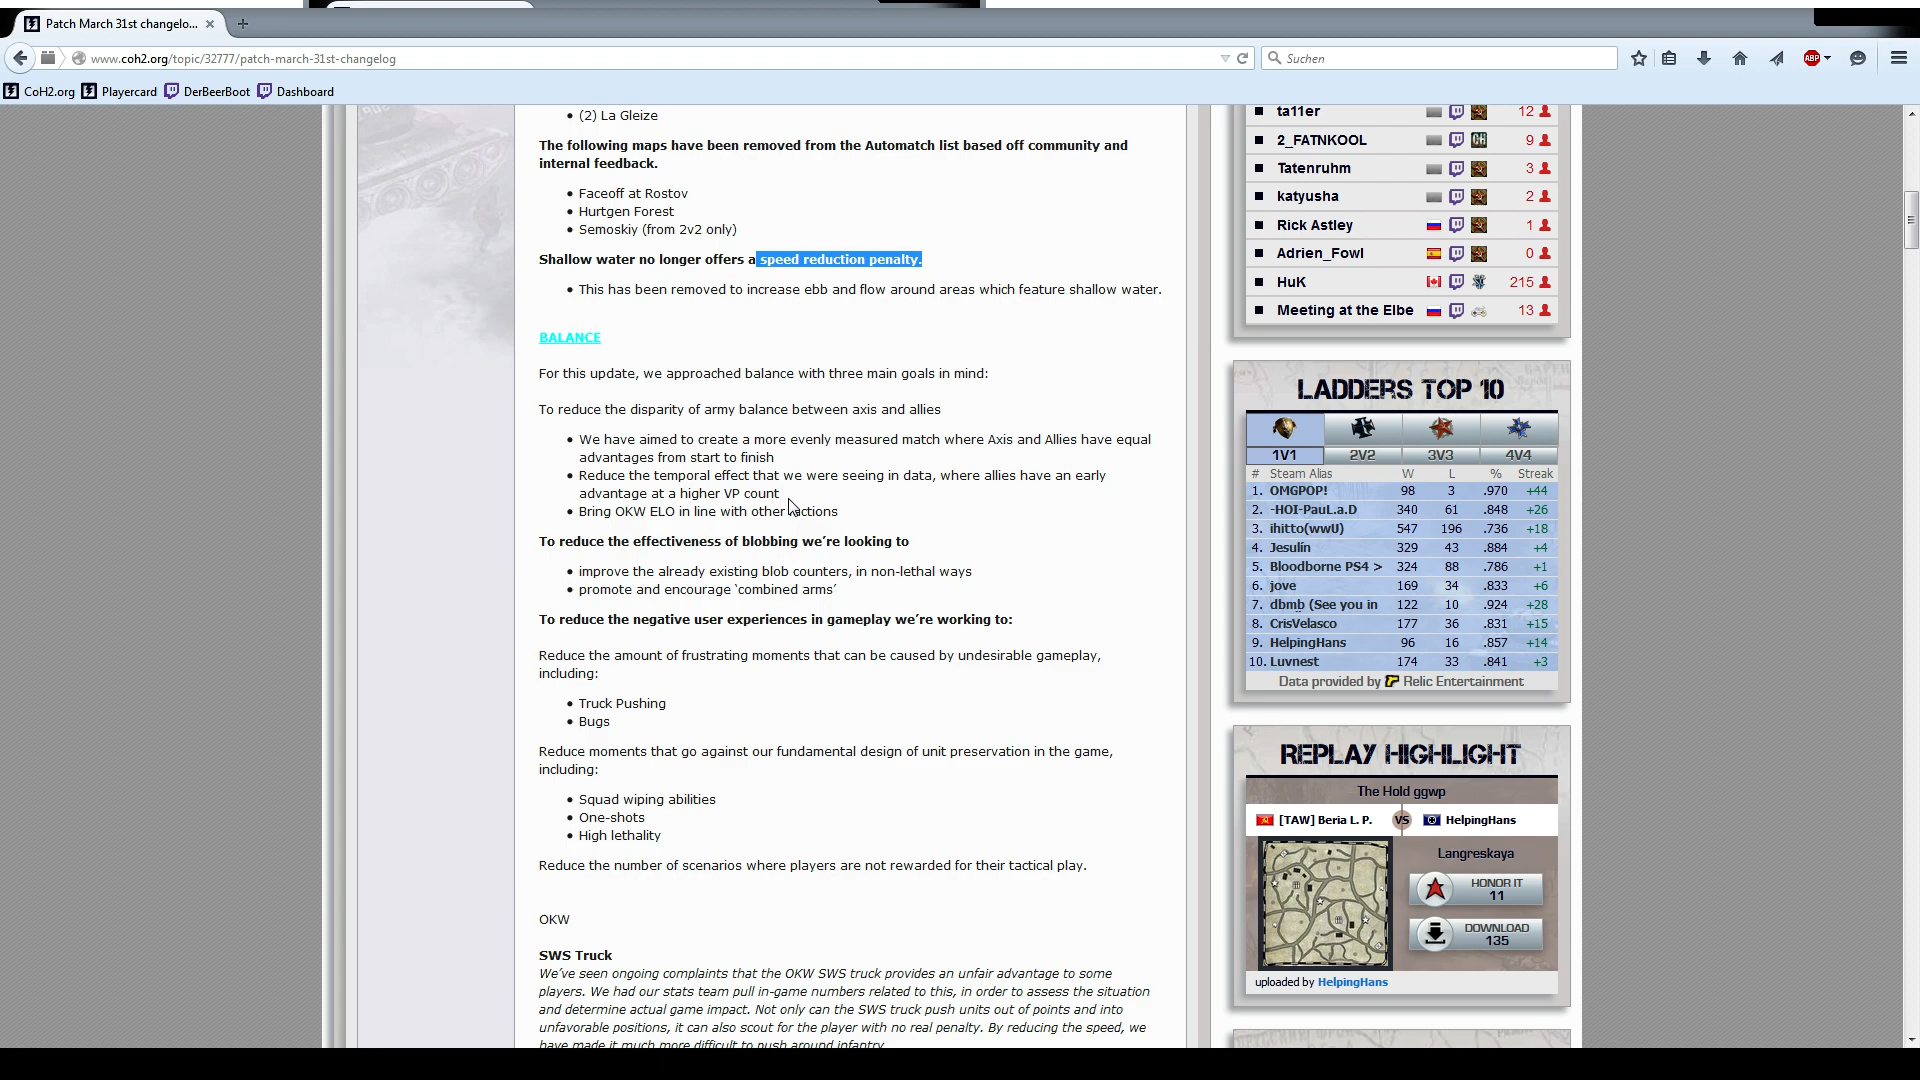 Patch March 31st changelo...
www.coh2.org/topic/32777/patch-march-31st-changelog
Suchen
ABP
CoH2.org
Playercard
DerBeerBoot
Dashboard
• (2) La Gleize
The following maps have been removed from the Automatch list based off community and
internal feedback.
• Faceoff at Rostov
• Hurtgen Forest
• Semoskiy (from 2v2 only)
Shallow water no longer offers a speed reduction penalty.
• This has been removed to increase ebb and flow around areas which feature shallow water.
BALANCE
For this update, we approached balance with three main goals in mind:
To reduce the disparity of army balance between axis and allies
• We have aimed to create a more evenly measured match where Axis and Allies have equal
advantages from start to finish
• Reduce the temporal effect that we were seeing in data, where allies have an early
advantage at a higher VP count
• Bring OKW ELO in line with other factions
To reduce the effectiveness of blobbing we're looking to
• improve the already existing blob counters, in non-lethal ways
• promote and encourage ‘combined arms’
To reduce the negative user experiences in gameplay we're working to:
Reduce the amount of frustrating moments that can be caused by undesirable gameplay,
including:
• Truck Pushing
• Bugs
Reduce moments that go against our fundamental design of unit preservation in the game,
including:
• Squad wiping abilities
• One-shots
• High lethality
Reduce the number of scenarios where players are not rewarded for their tactical play.
OKW
SWS Truck
We've seen ongoing complaints that the OKW SWS truck provides an unfair advantage to some
players. We had our stats team pull in-game numbers related to this, in order to assess the situation
and determine actual game impact. Not only can the SWS truck push units out of points and into
unfavorable positions, it can also scout for the player with no real penalty. By reducing the speed, we
have made it much more difficult to push around infantry
ta11er 12
2_FATNKOOL 9
Tatenruhm 3
katyusha 2
Rick Astley 1
Adrien_Fowl 0
HuK 215
Meeting at the Elbe 13
LADDERS TOP 10
1V1 2V2 3V3 4V4
# Steam Alias W L % Streak
1. OMGPOP! 98 3 .970 +44
2. -HOI-PauL.a.D 340 61 .848 +26
3. ihitto(wwU) 547 196 .736 +18
4. Jesulín 329 43 .884 +4
5. Bloodborne PS4 > 324 88 .786 +1
6. jove 169 34 .833 +6
7. dbmb (See you in 122 10 .924 +28
8. CrisVelasco 177 36 .831 +15
9. HelpingHans 96 16 .857 +14
10. Luvnest 174 33 .841 +3
Data provided by Relic Entertainment
REPLAY HIGHLIGHT
The Hold ggwp
[TAW] Beria L. P. VS HelpingHans
Langreskaya
HONOR IT
11
DOWNLOAD
135
uploaded by HelpingHans